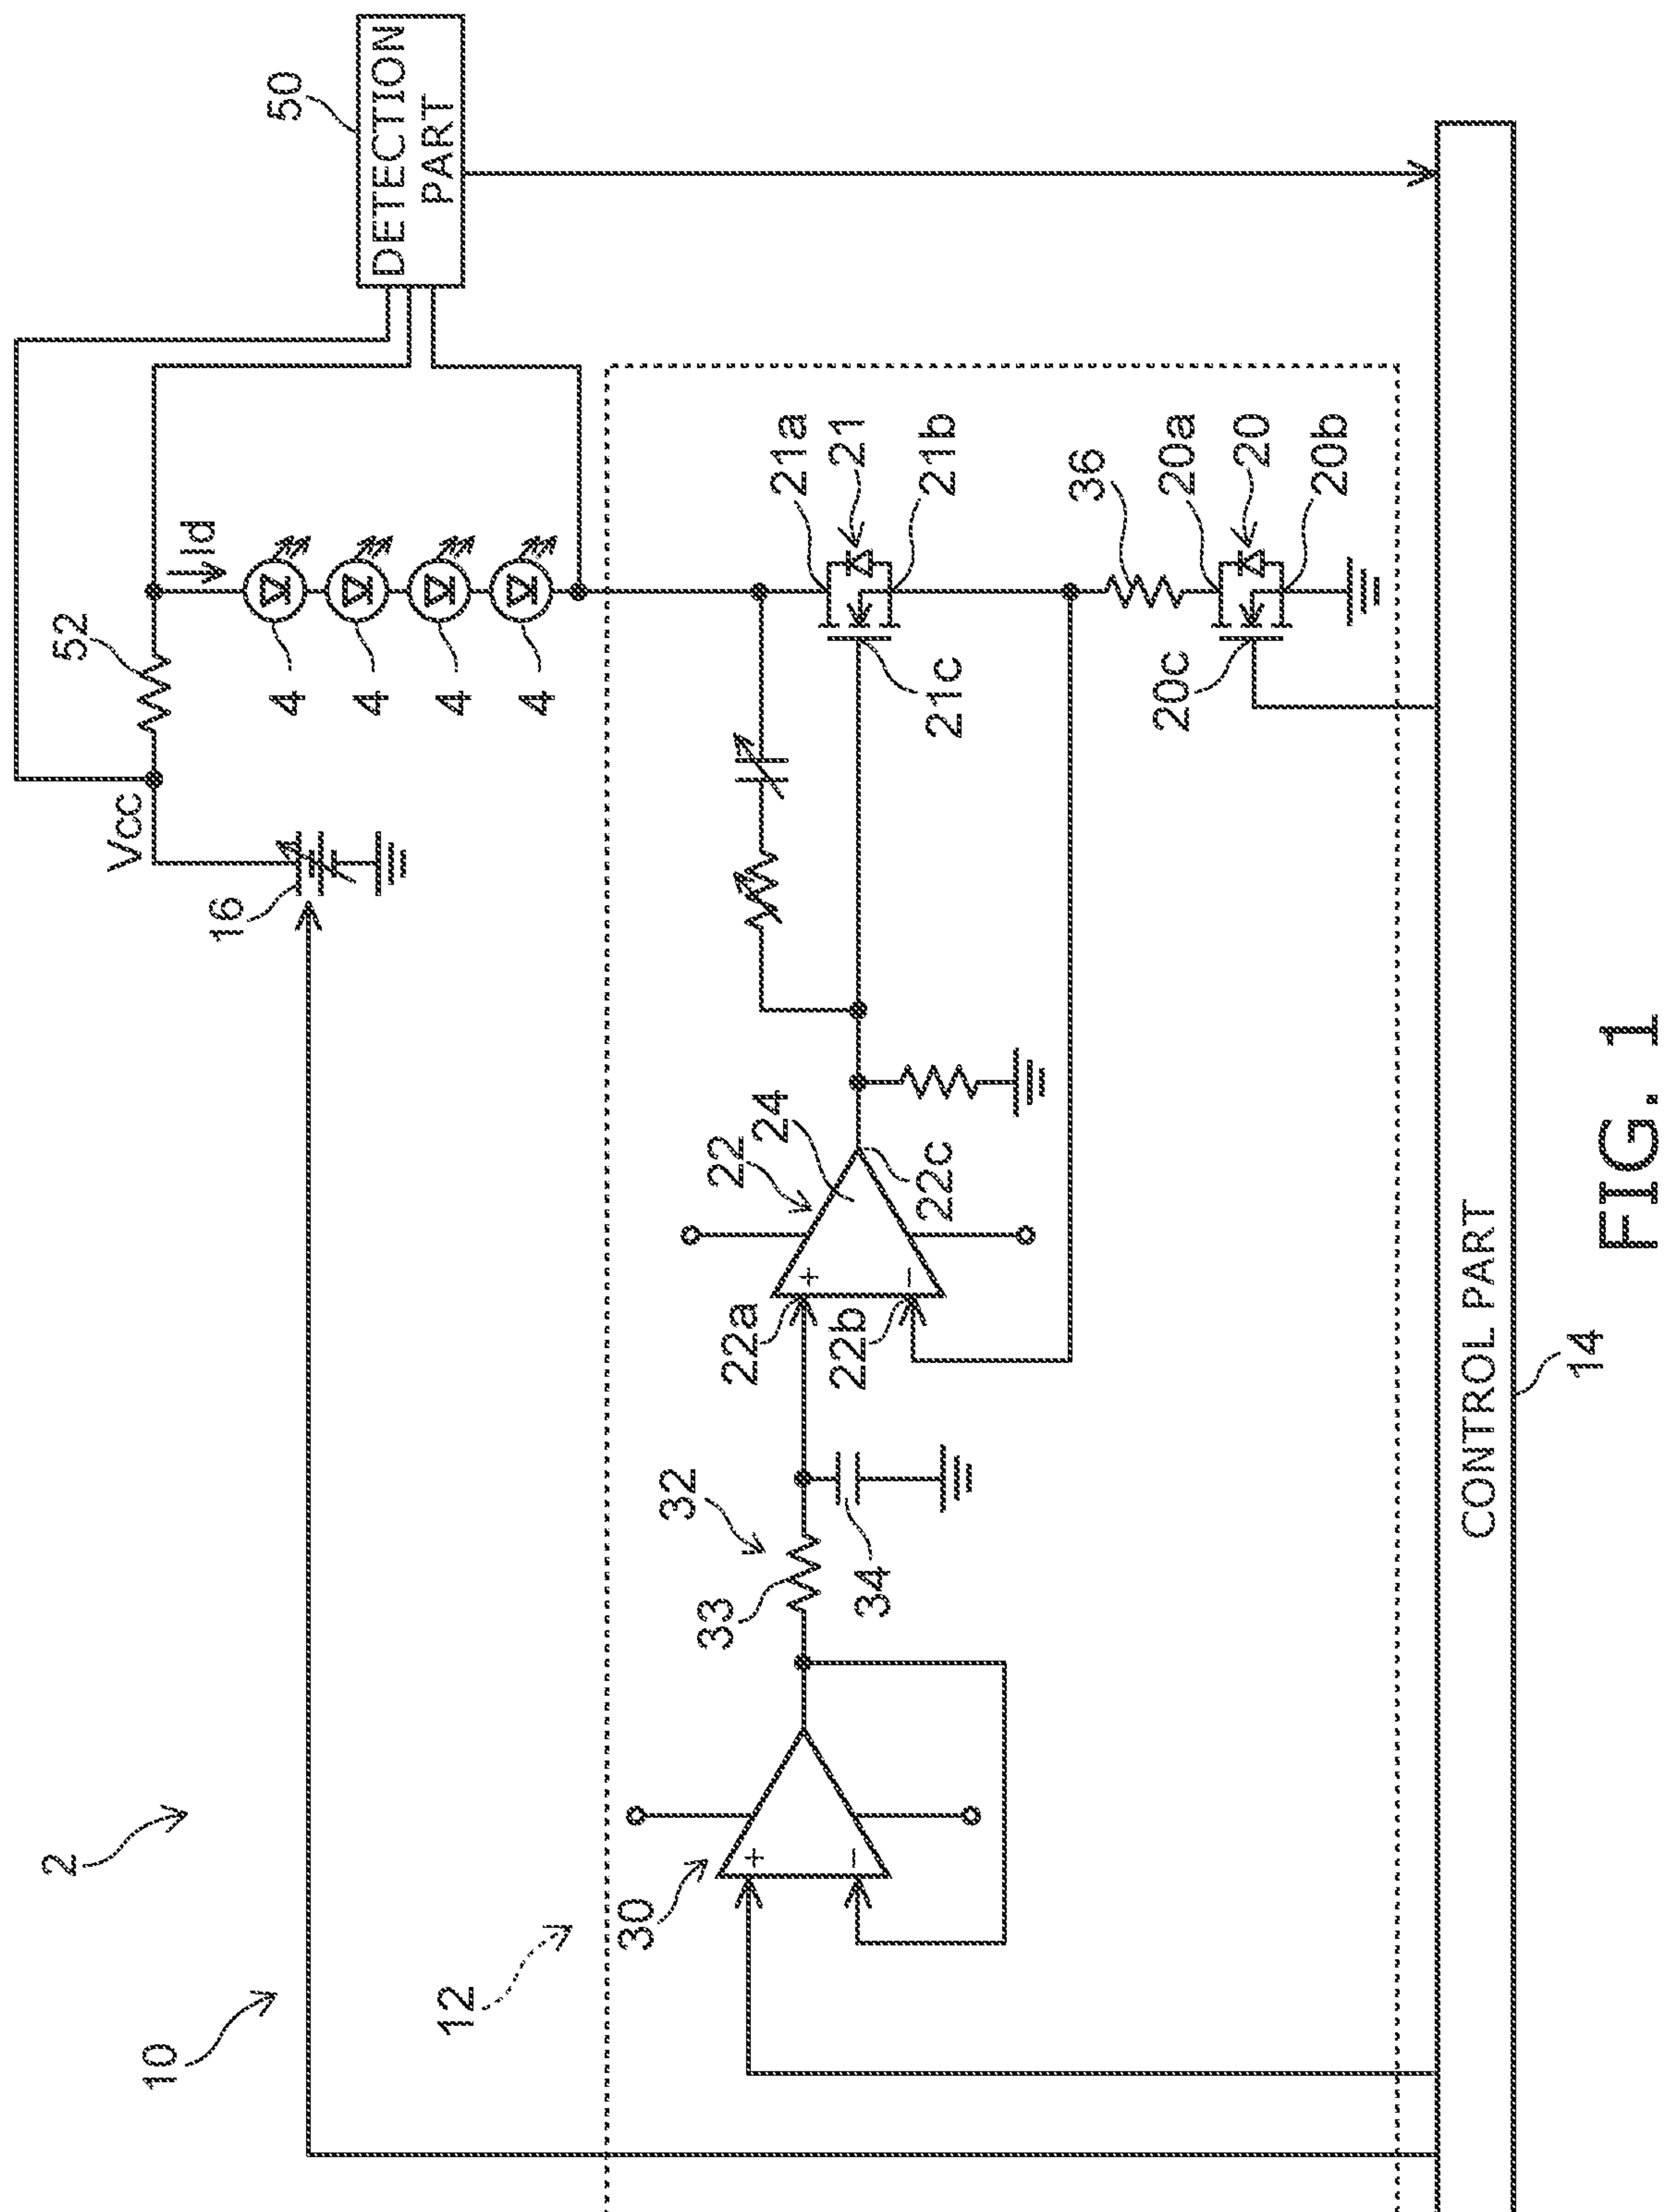 2
10
12
16
Vcc
52
Id
4
4
4
4
50
DETECTION
PART
30
+
−
33
32
34
22a
22b
22
24
22c
+
−
21a
21
21b
21c
36
20a
20
20b
20c
CONTROL PART
14
FIG. 1